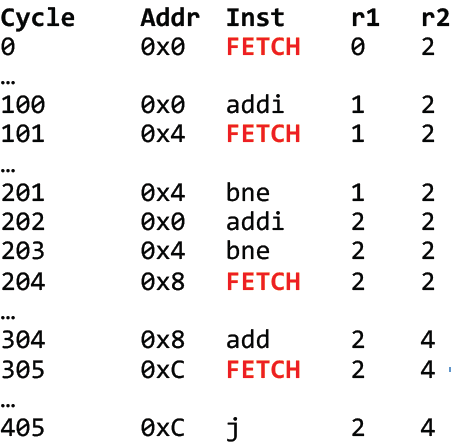 Cycle Addr Inst r1 r2
0 0x0 FETCH 0 2
…
100 0x0 addi 1 2
101 0x4 FETCH 1 2
…
201 0x4 bne 1 2
202 0x0 addi 2 2
203 0x4 bne 2 2
204 0x8 FETCH 2 2
…
304 0x8 add 2 4
305 0xC FETCH 2 4
…
405 0xC j 2 4